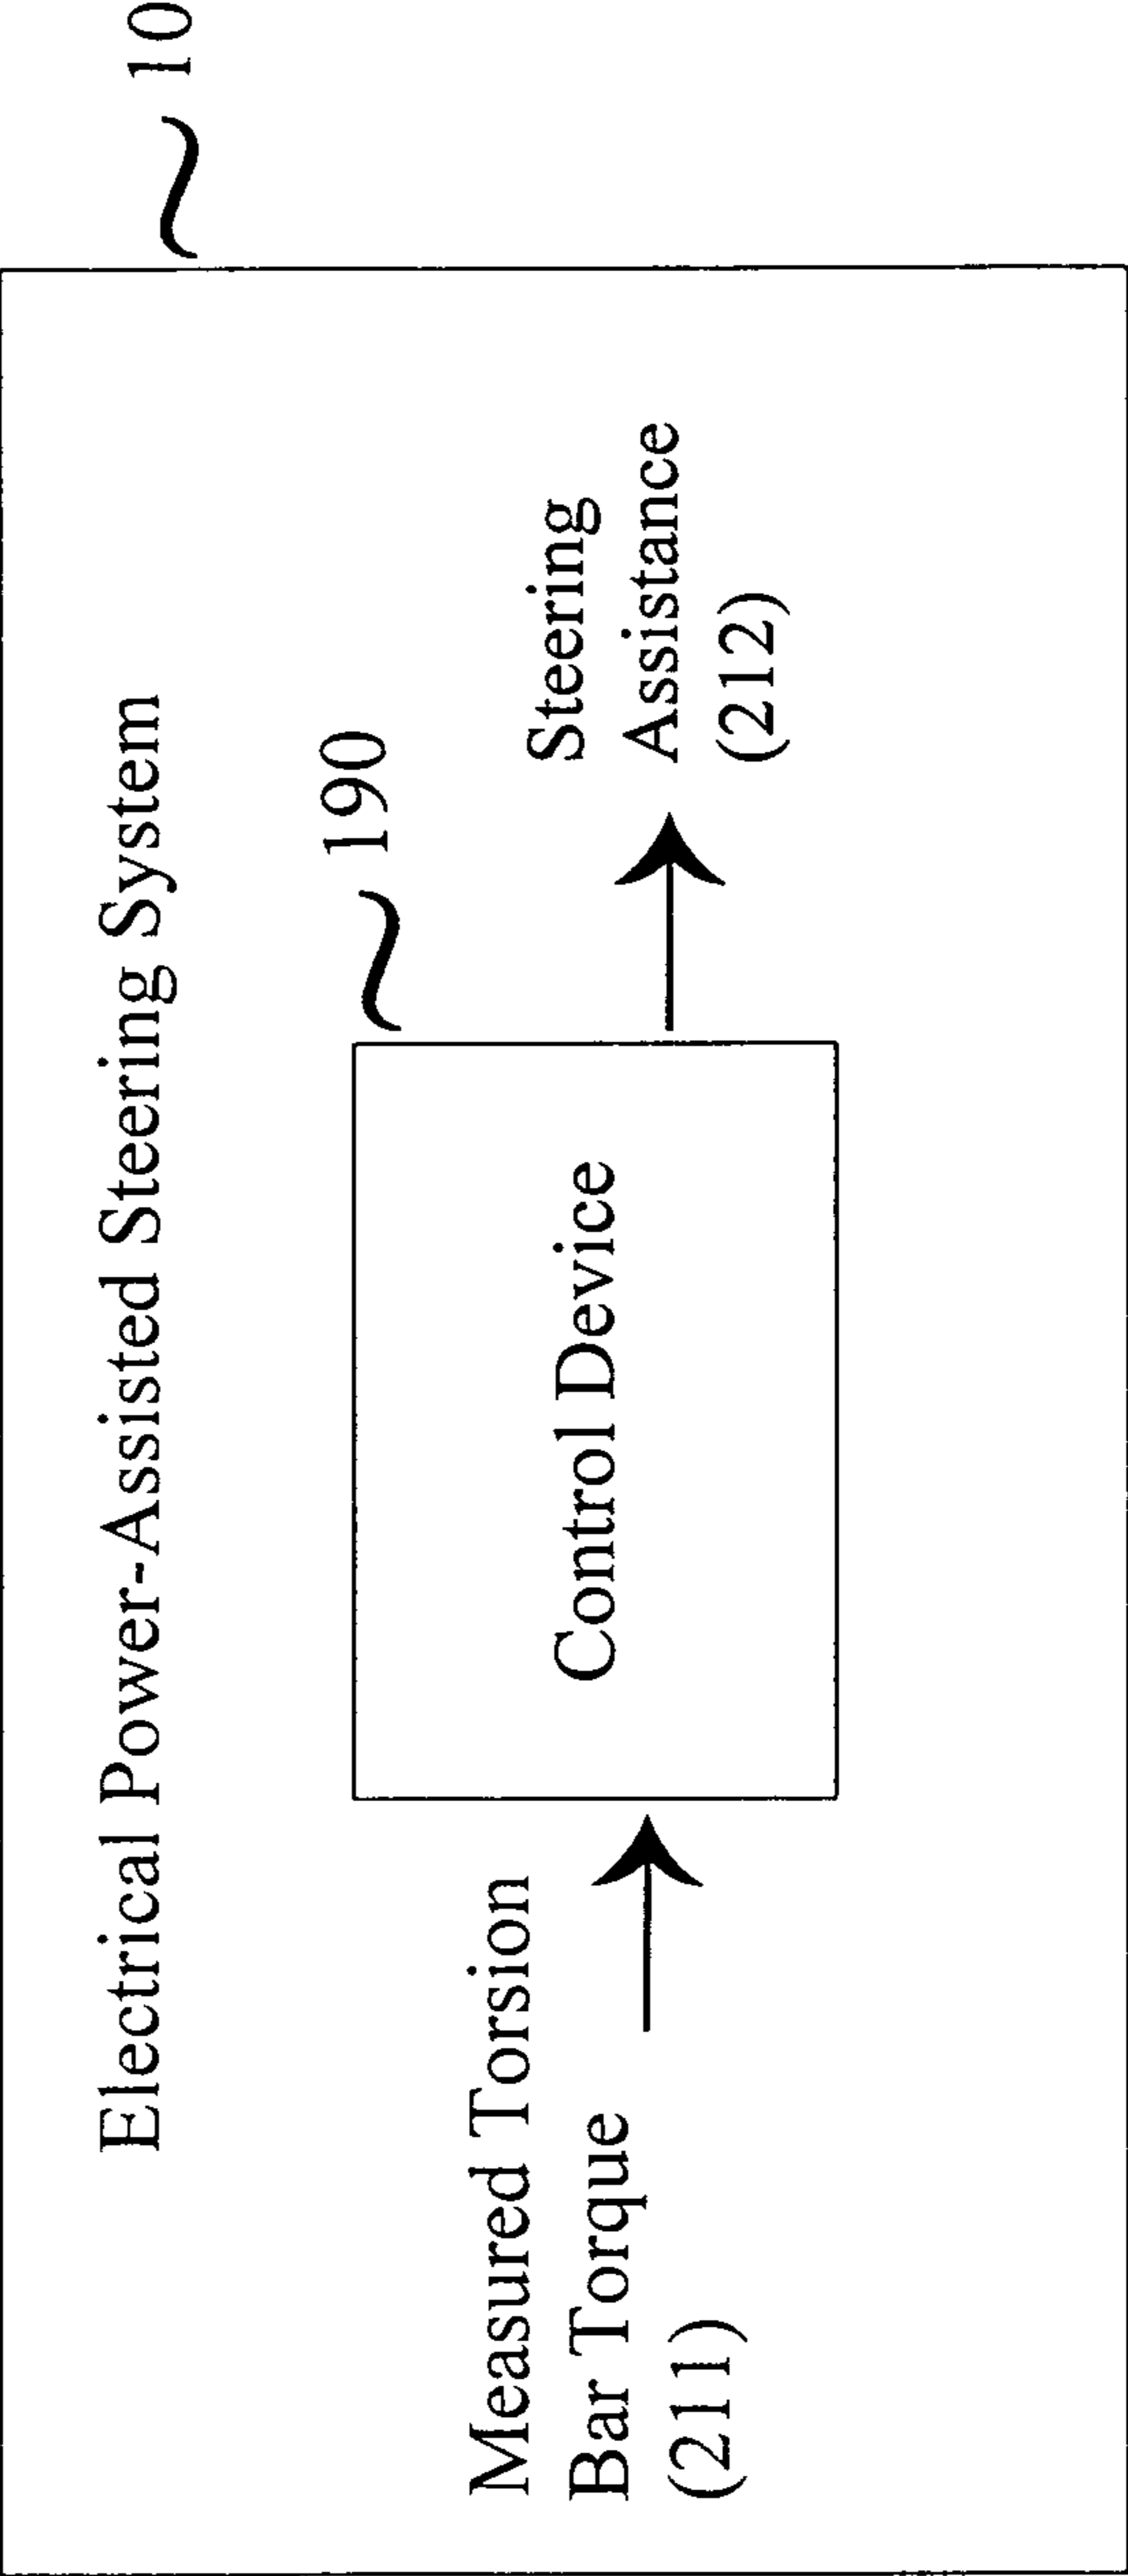 10
Electrical Power-Assisted Steering System
190
Measured Torsion
Bar Torque
(211)
Control Device
Steering
Assistance
(212)